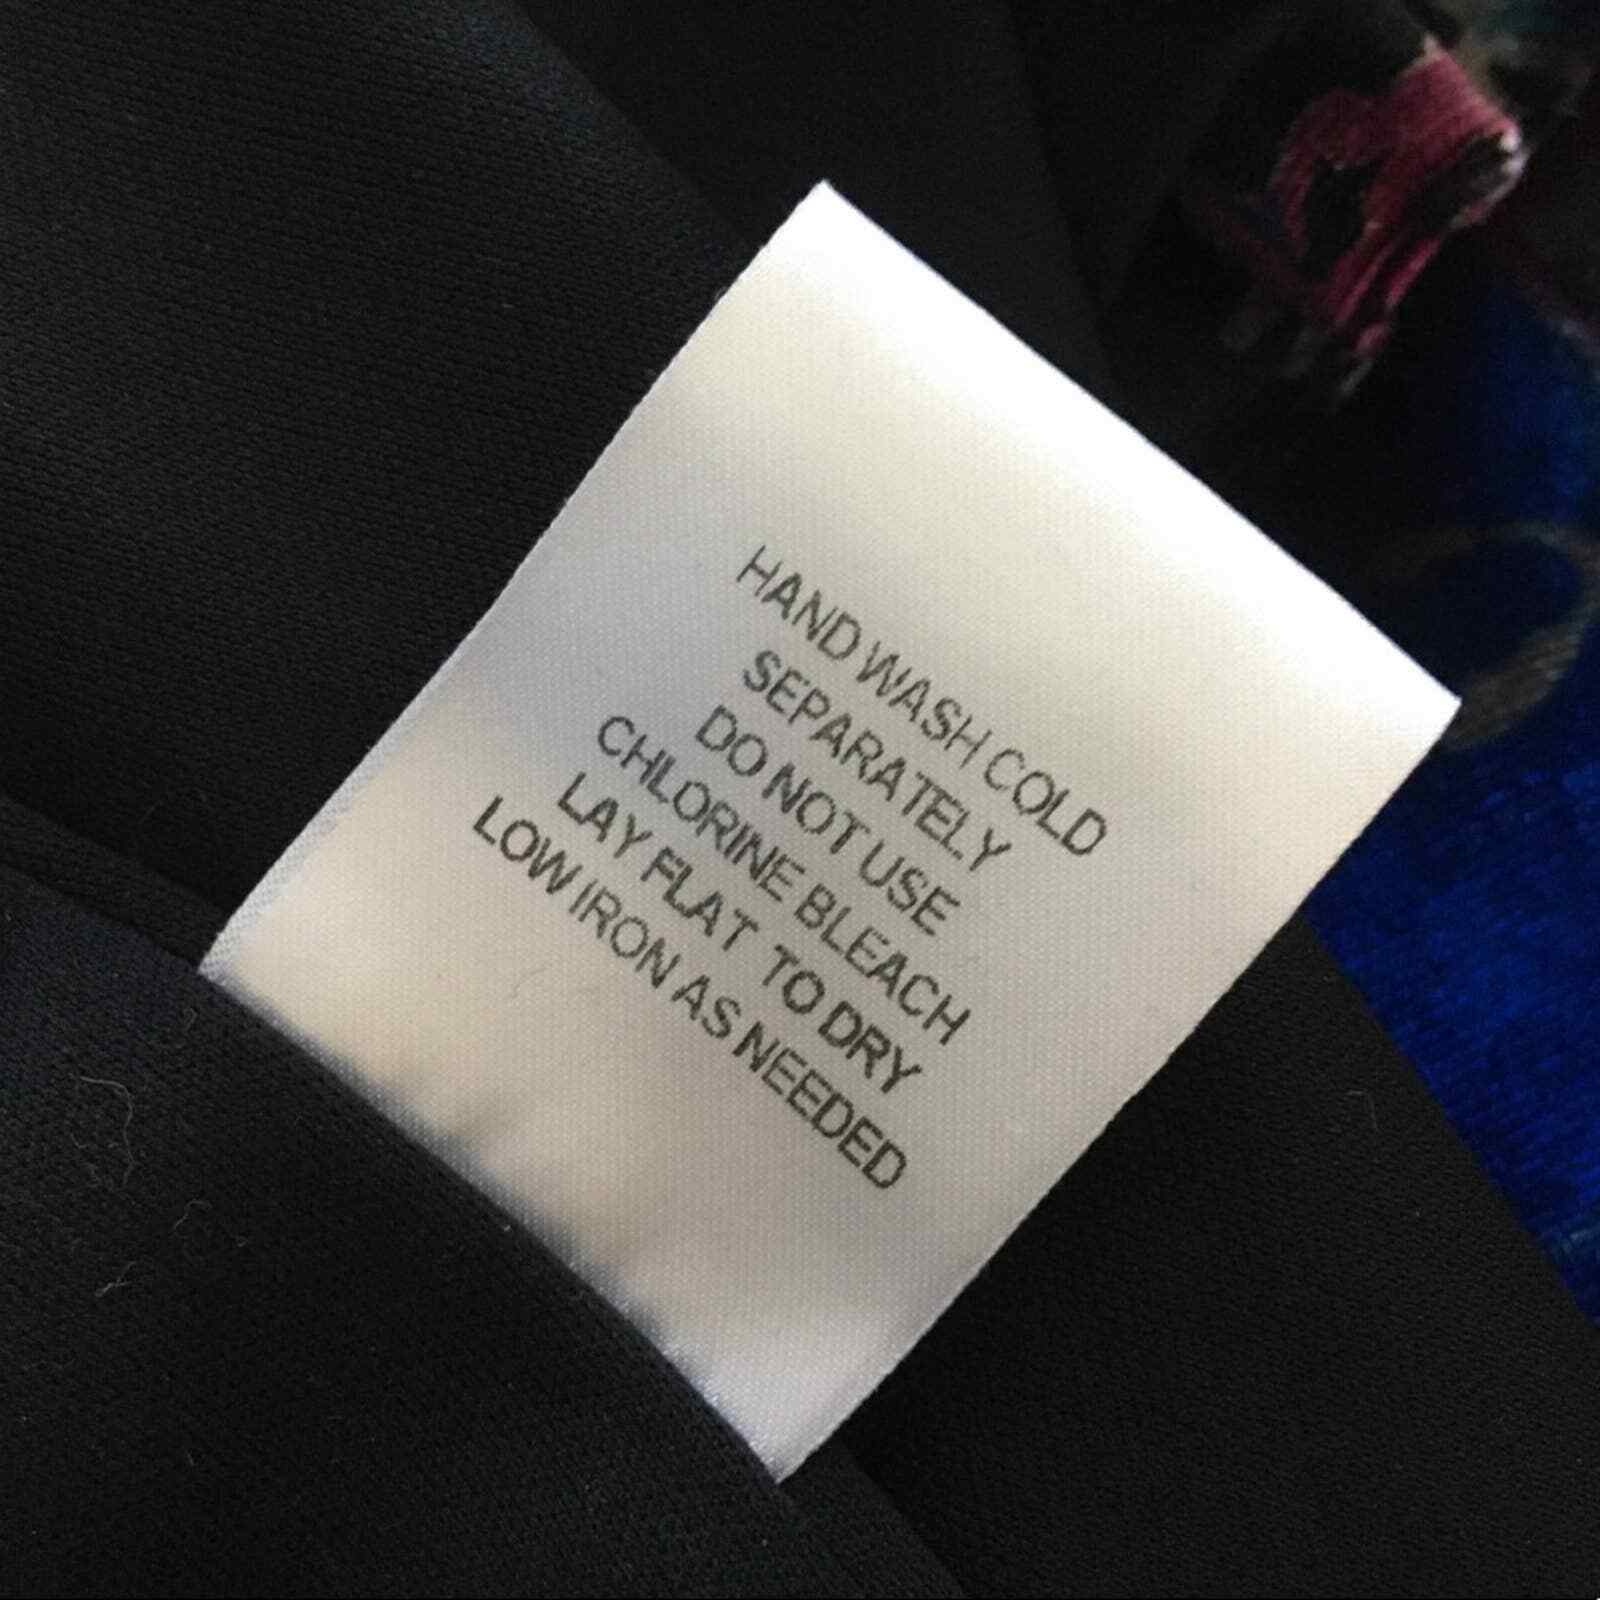 HAND WASH COLD
SEPARATELY
DO NOT USE
CHLORINE BLEACH
LAY FLAT TO DRY
LOW IRON AS NEEDED